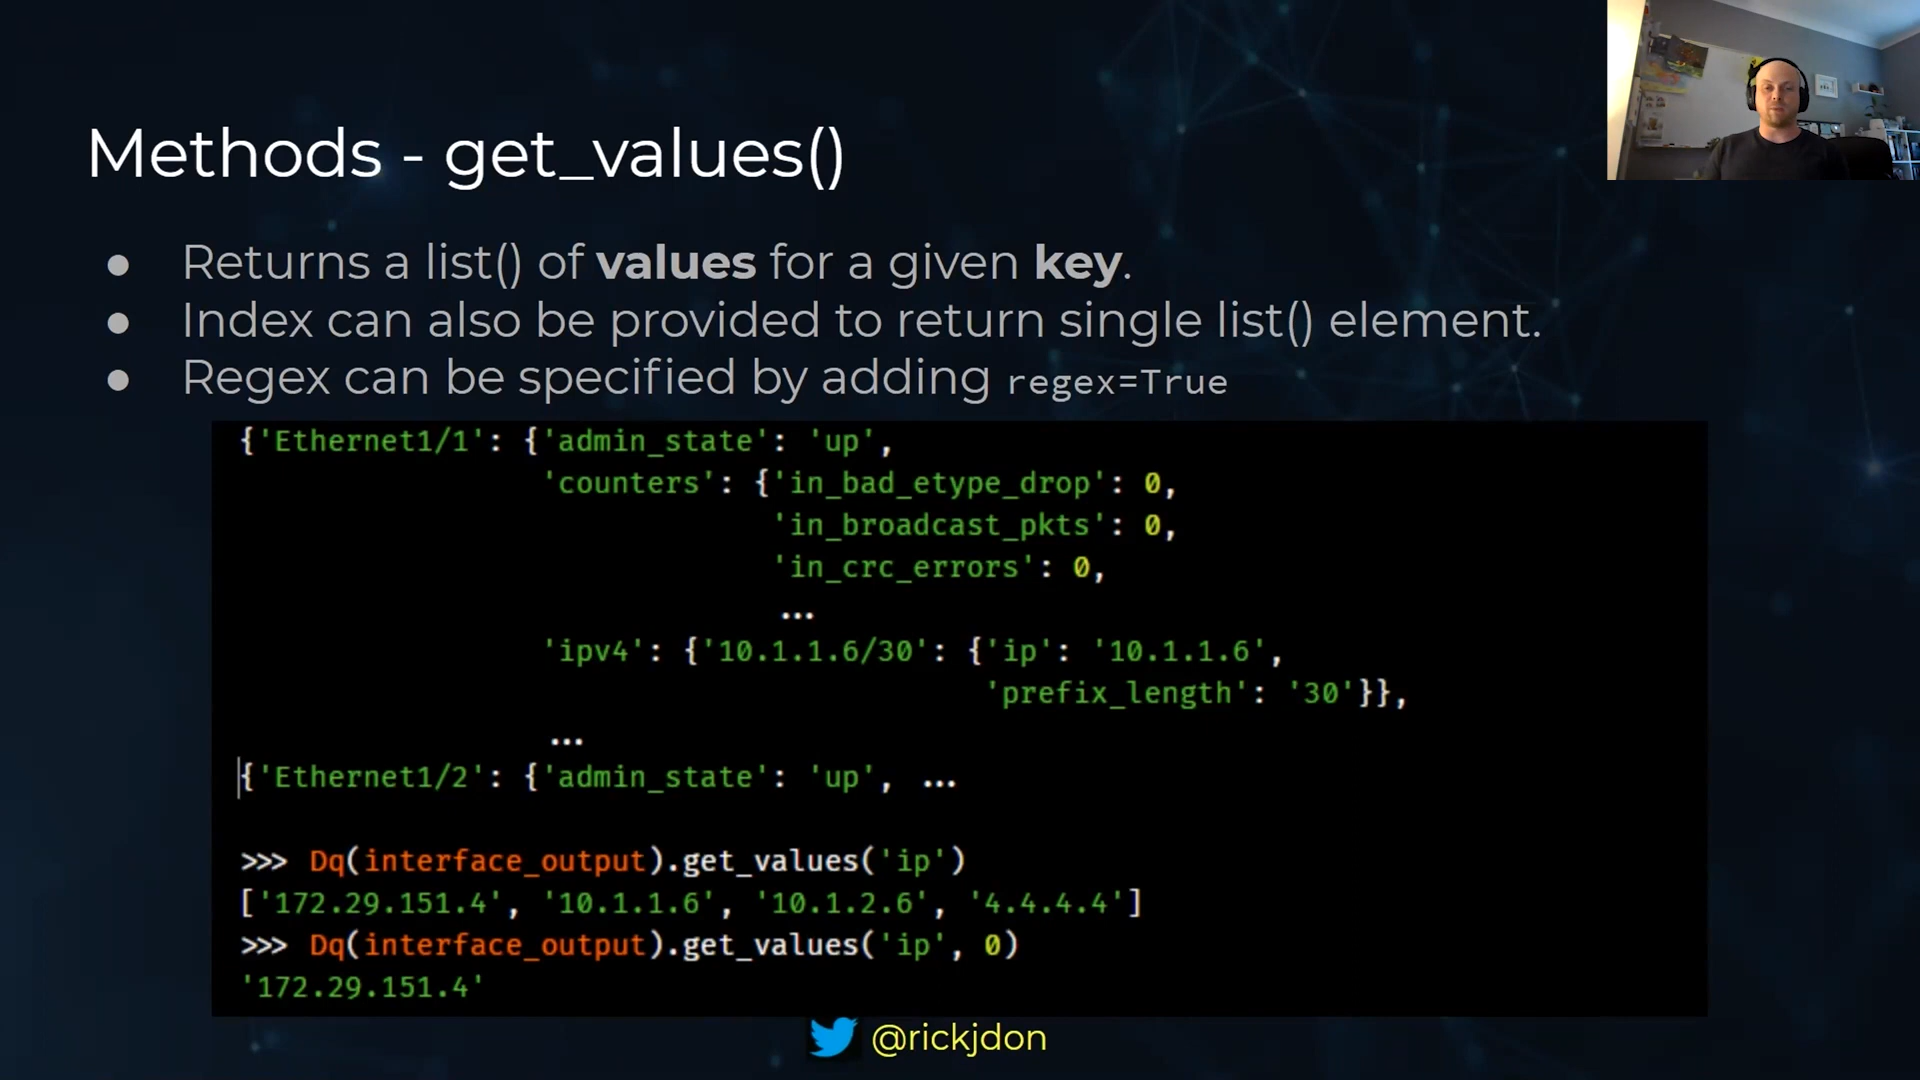 Methods - get_values()
● Returns a list() of values for a given key.
● Index can also be provided to return single list() element.
● Regex can be specified by adding regex=True
{'Ethernet1/1': {'admin_state': 'up',
'counters': {'in_bad_etype_drop': 0,
'in_broadcast_pkts': 0,
'in_crc_errors': 0,
...
'ipv4': {'10.1.1.6/30': {'ip': '10.1.1.6',
'prefix_length': '30'}},
...
{'Ethernet1/2': {'admin_state': 'up', ...
>>> Dq(interface_output).get_values('ip')
['172.29.151.4', '10.1.1.6', '10.1.2.6', '4.4.4.4']
>>> Dq(interface_output).get_values('ip', 0)
'172.29.151.4'
@rickjdon